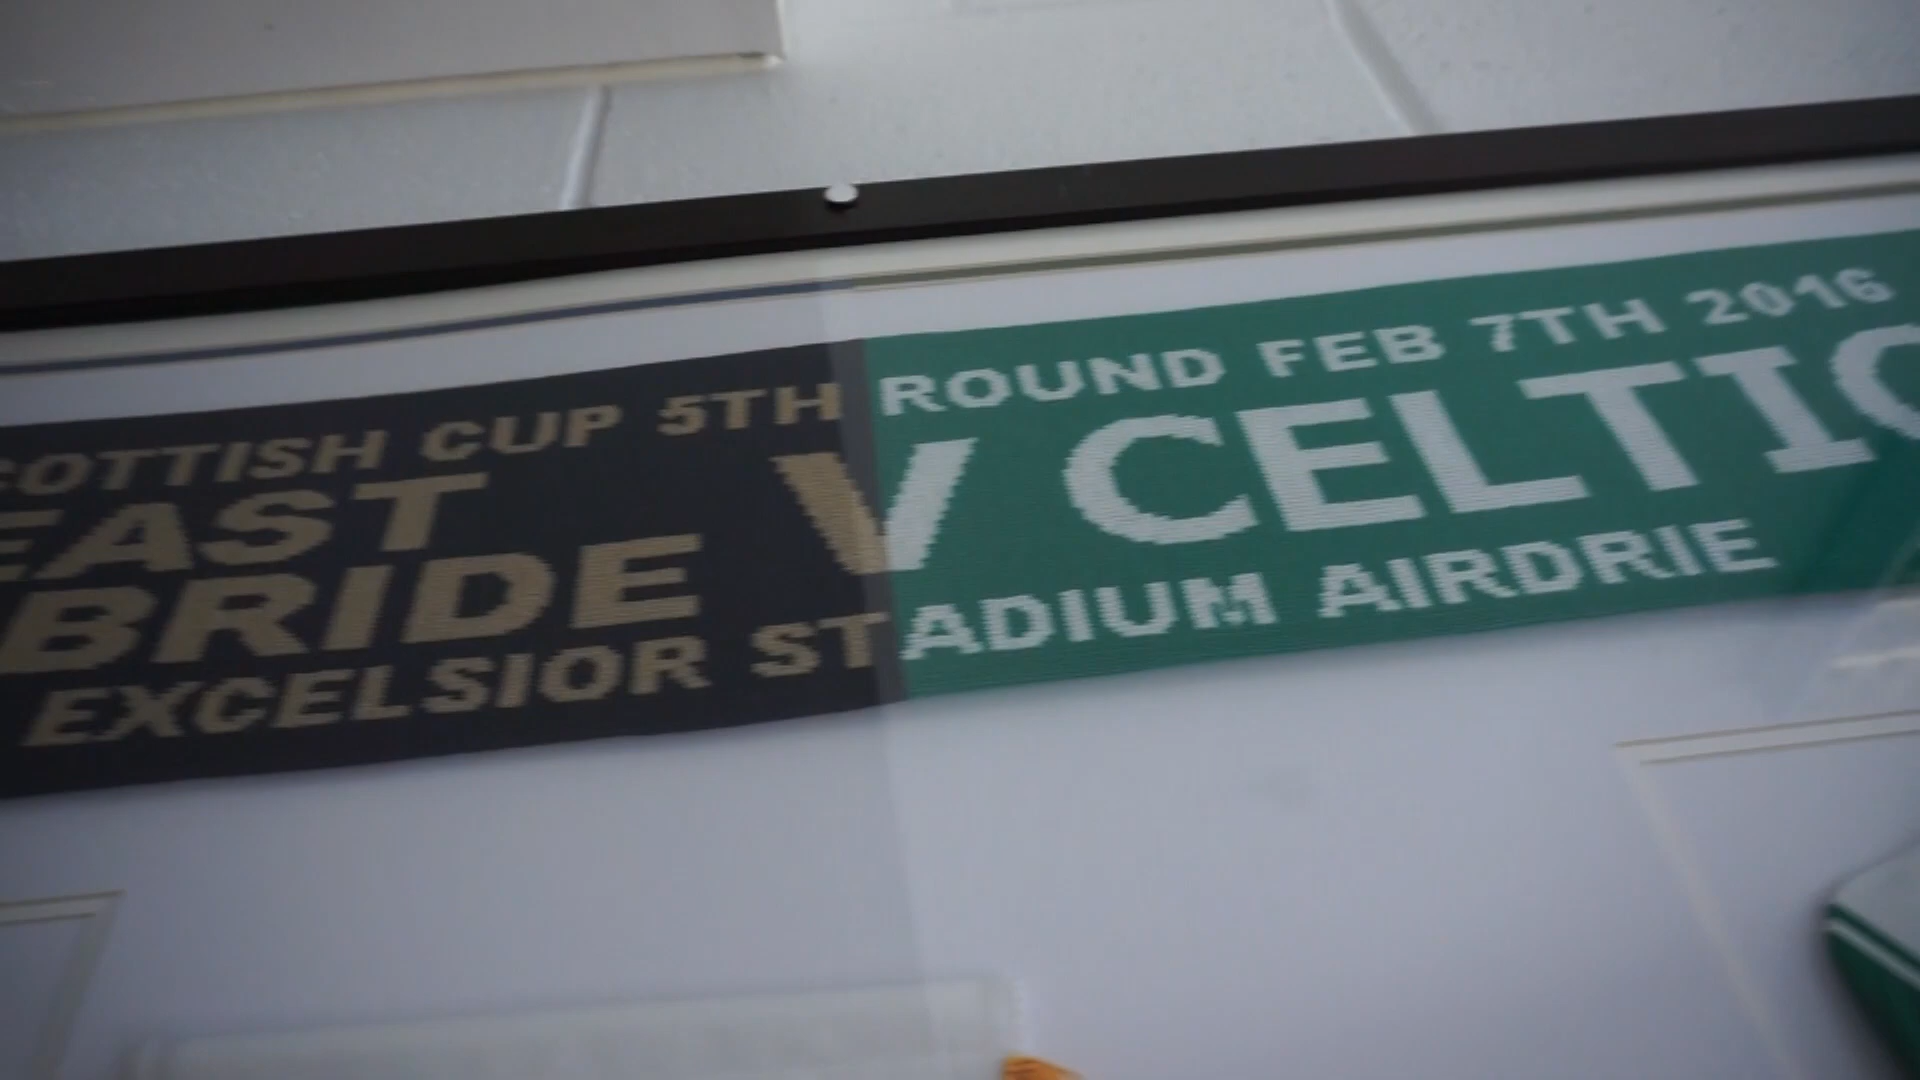 COTTISH CUP 5TH ROUND FEB 7TH 2016
EAST
BRIDE V CELTIC
EXCELSIOR STADIUM AIRDRIE